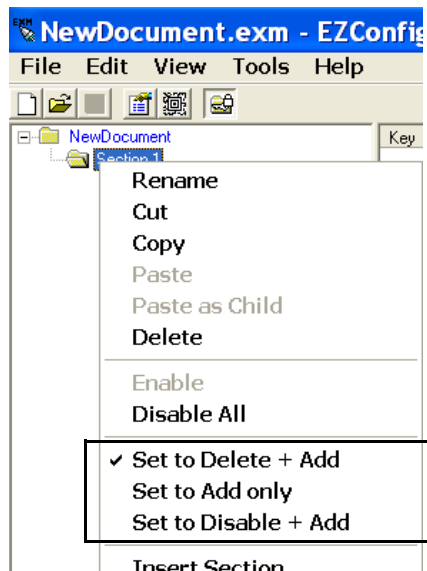 NewDocument.exm - EZConfig
File Edit View Tools Help
NewDocument
Key
Section 1
Rename
Cut
Copy
Paste
Paste as Child
Delete
Enable
Disable All
Set to Delete + Add
Set to Add only
Set to Disable + Add
Insert Section